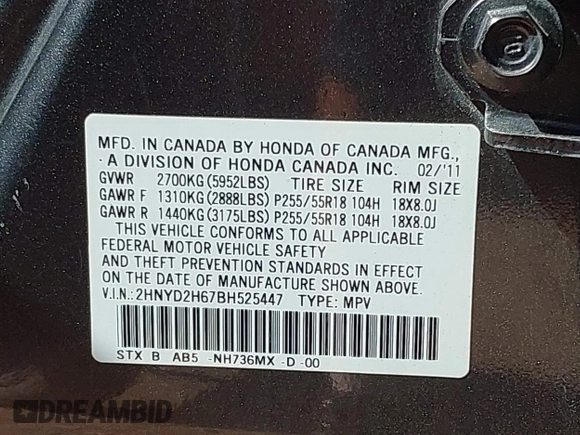 MFD. IN CANADA BY HONDA OF CANADA MFG.,
A DIVISION OF HONDA CANADA INC. 02/'11
GVWR 2700KG(5952LBS) TIRE SIZE RIM SIZE
GAWR F 1310KG(2888LBS) P255/55R18 104H 18X8.0J
GAWR R 1440KG(3175LBS) P255/55R18 104H 18X8.0J
THIS VEHICLE CONFORMS TO ALL APPLICABLE
FEDERAL MOTOR VEHICLE SAFETY
AND THEFT PREVENTION STANDARDS IN EFFECT
ON THE DATE OF MANUFACTURE SHOWN ABOVE.
V.I.N.:2HNYD2H67BH525447 TYPE: MPV
STX B AB5 -NH736MX -D -00
DREAMBID